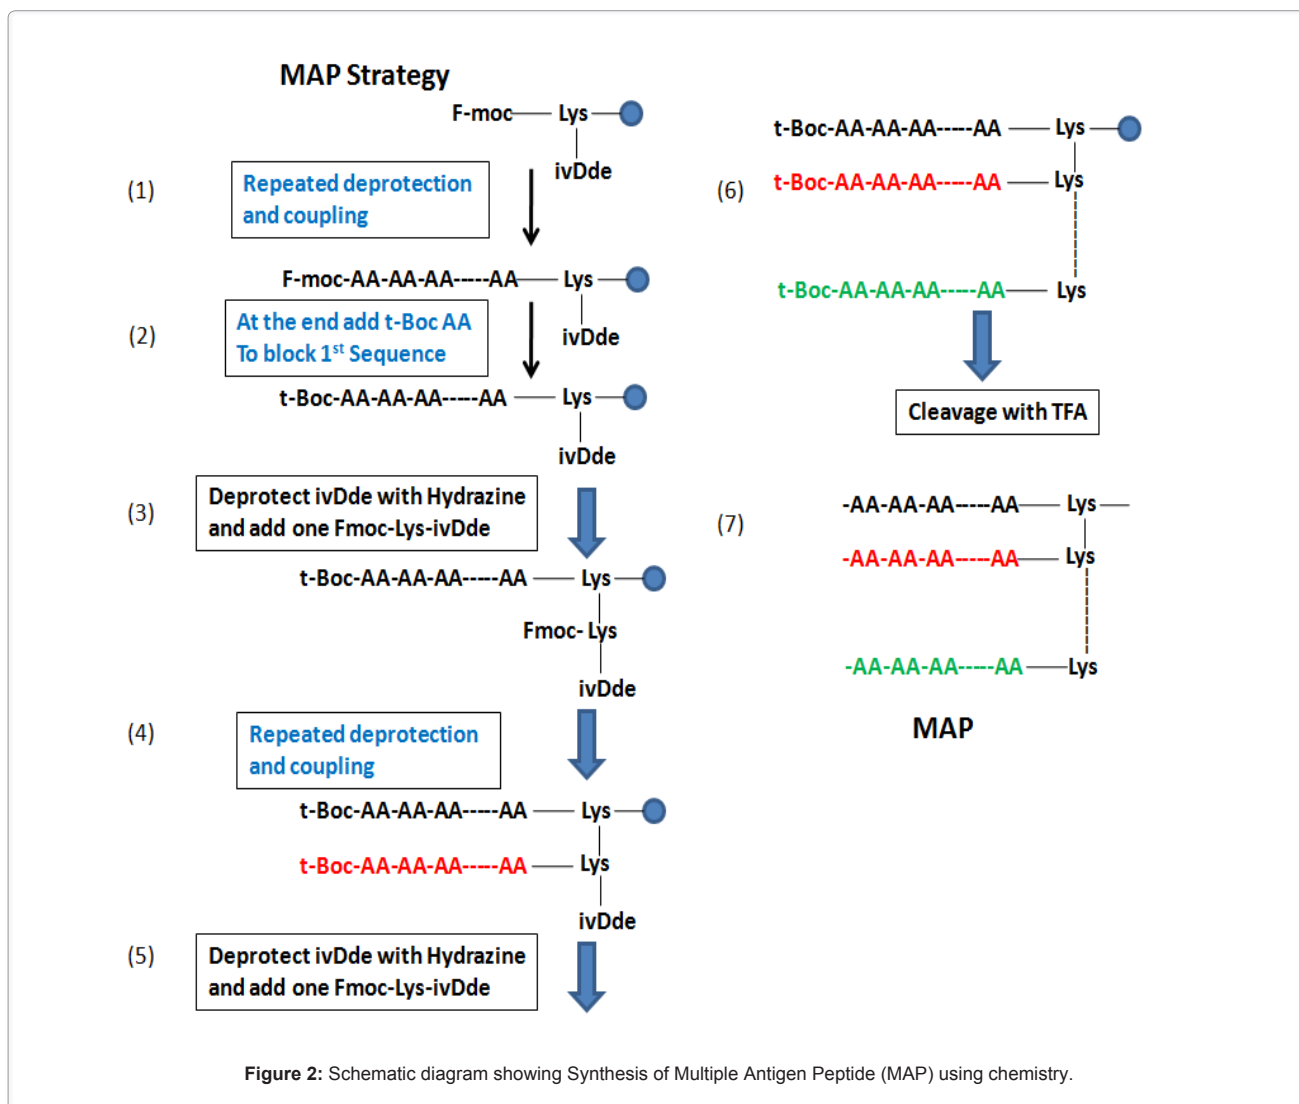 MAP Strategy
F-moc Lys
ivDde
(1)
Repeated deprotection
and coupling
F-moc-AA-AA-AA-----AA Lys
ivDde
(2)
At the end add t-Boc AA
To block 1st Sequence
t-Boc-AA-AA-AA-----AA Lys
ivDde
(3)
Deprotect ivDde with Hydrazine
and add one Fmoc-Lys-ivDde
t-Boc-AA-AA-AA-----AA Lys
Fmoc- Lys
ivDde
(4)
Repeated deprotection
and coupling
t-Boc-AA-AA-AA-----AA Lys
t-Boc-AA-AA-AA-----AA Lys
ivDde
(5)
Deprotect ivDde with Hydrazine
and add one Fmoc-Lys-ivDde
t-Boc-AA-AA-AA-----AA Lys
(6)
t-Boc-AA-AA-AA-----AA Lys
t-Boc-AA-AA-AA-----AA Lys
Cleavage with TFA
(7)
-AA-AA-AA-----AA Lys
-AA-AA-AA-----AA Lys
-AA-AA-AA-----AA Lys
MAP
Figure 2: Schematic diagram showing Synthesis of Multiple Antigen Peptide (MAP) using chemistry.